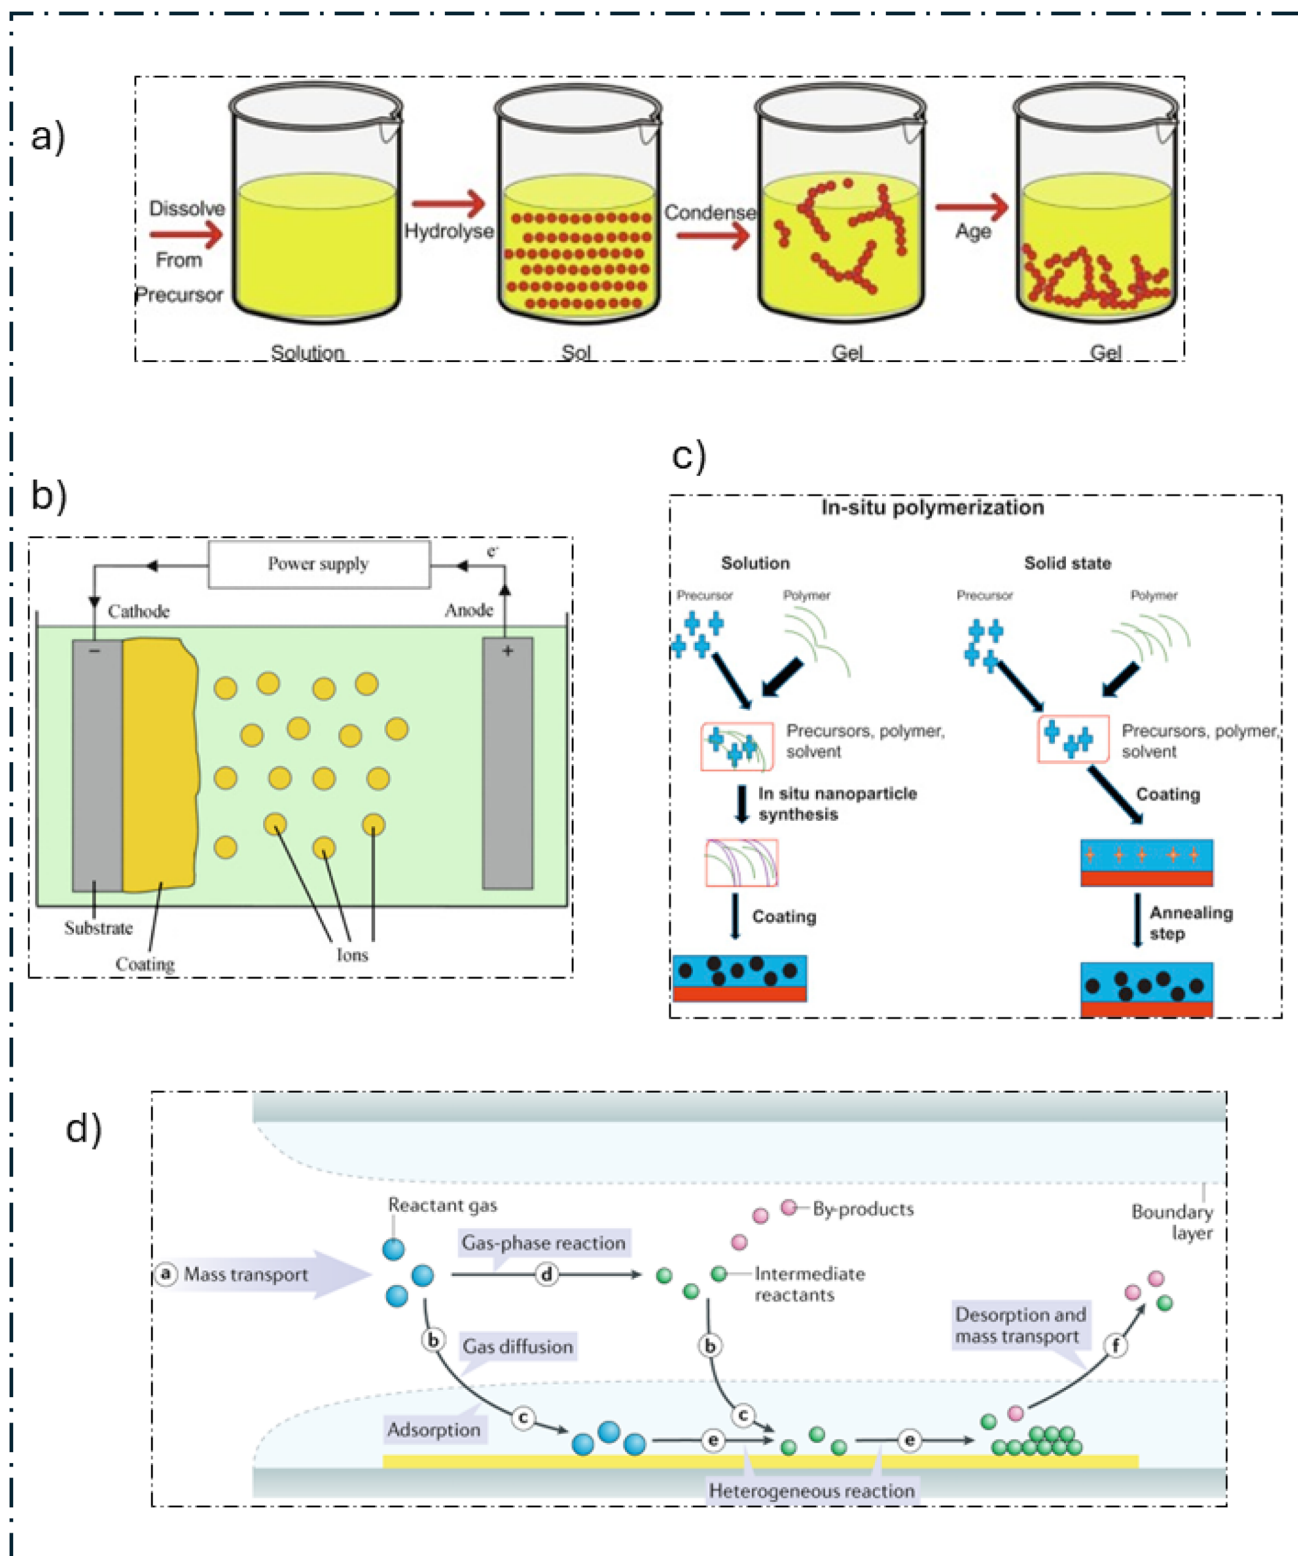 a)
Dissolve
From
Precursor
Hydrolyse
Condense
Age
Solution
Sol
Gel
Gel
b)
Power supply
e-
Cathode
Anode
−
+
Substrate
Coating
Ions
c)
In-situ polymerization
Solution
Precursor
Polymer
Precursors, polymer,
solvent
In situ nanoparticle
synthesis
Coating
Solid state
Precursor
Polymer
Precursors, polymer,
solvent
Coating
Annealing
step
d)
Reactant gas
By-products
Boundary
layer
Gas-phase reaction
a Mass transport
d
Intermediate
reactants
Desorption and
mass transport
b
Gas diffusion
b
f
Adsorption
c
c
e
e
Heterogeneous reaction